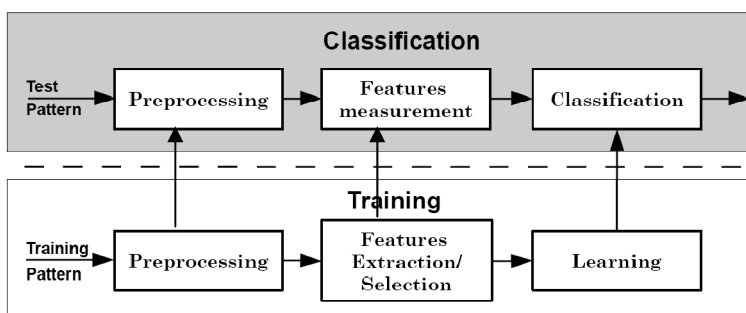 Classification
Test
Pattern
Preprocessing
Features
measurement
Classification
Training
Training
Pattern
Preprocessing
Features
Extraction/
Selection
Learning